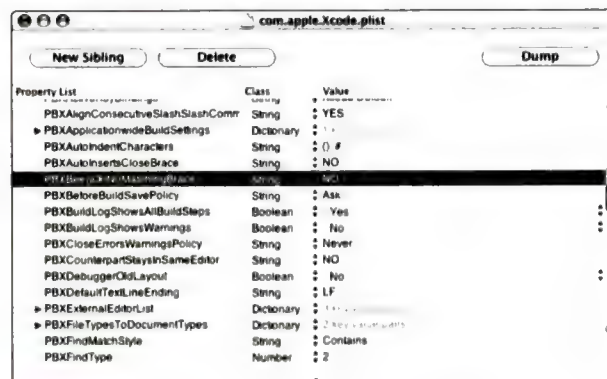 com.apple.Xcode.plist
New Sibling Delete Dump
Property List Class Value
PBXAlignConsecutiveSlashSlashComm String YES
PBXApplicationwideBuildSettings Dictionary
PBXAutoIndentCharacters String {} #
PBXAutoInsertsCloseBrace String NO
NO
PBXBeforeBuildSavePolicy String Ask
PBXBuildLogShowsAllBuildSteps Boolean Yes
PBXBuildLogShowsWarnings Boolean No
PBXCloseErrorsWarningsPolicy String Never
PBXCounterpartStaysInSameEditor String NO
PBXDebuggerOldLayout Boolean No
PBXDefaultTextLineEnding String LF
PBXExternalEditorList Dictionary
PBXFileTypesToDocumentTypes Dictionary
PBXFindMatchStyle String Contains
PBXFindType Number 2